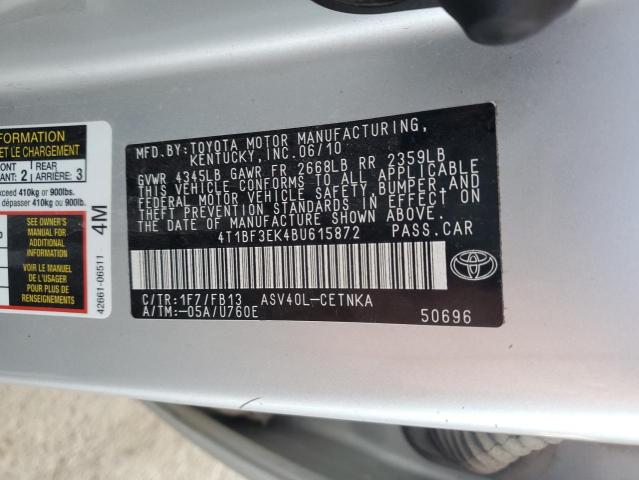 MFD.BY:TOYOTA MOTOR MANUFACTURING,
KENTUCKY, INC.06/10
GVWR 4345LB GAWR FR 2668LB RR 2359LB
THIS VEHICLE CONFORMS TO ALL APPLICABLE
FEDERAL MOTOR VEHICLE SAFETY, BUMPER, AND
THEFT PREVENTION STANDARDS IN EFFECT ON
THE DATE OF MANUFACTURE SHOWN ABOVE.
4T1BF3EK4BU615872 PASS.CAR
C/TR:1F7/FB13 ASV40L-CETNKA
A/TM:-05A/U760E
50696
FORMATION
ET LE CHARGEMENT
ONT
ANT: 2
REAR
ARRIÈRE: 3
xceed 410kg or 900lbs.
dépasser 410kg ou 900lb.
SEE OWNER'S
MANUAL FOR
ADDITIONAL
INFORMATION
VOIR LE MANUEL
DE L'USAGER
POUR PLUS DE
RENSEIGNEMENTS
4M
42661-06511